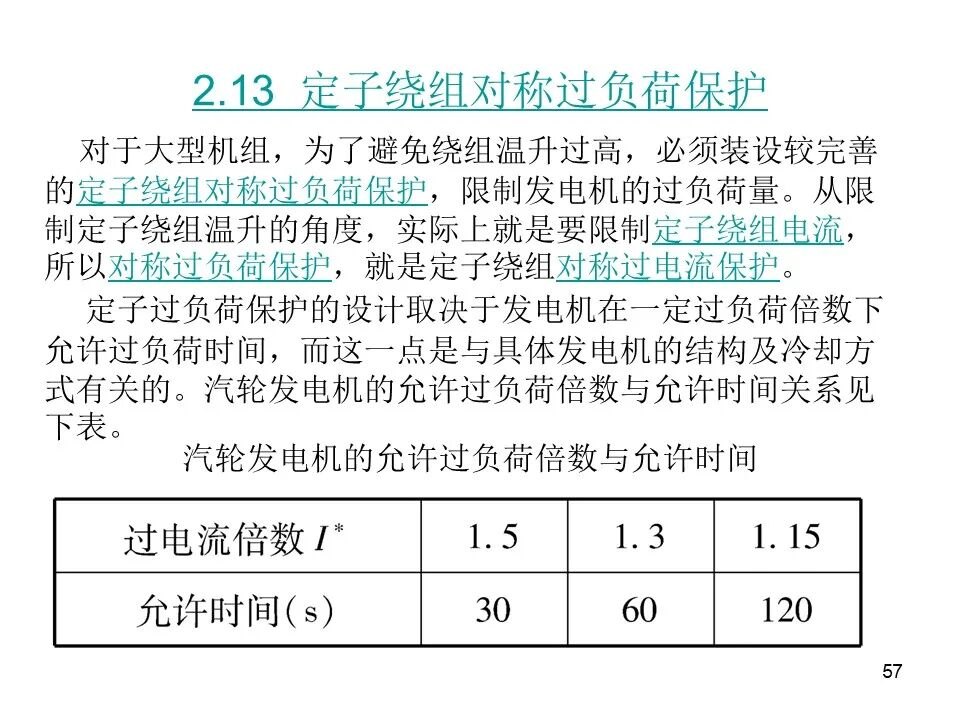 2.13 定子绕组对称过负荷保护
对于大型机组，为了避免绕组温升过高，必须装设较完善
的定子绕组对称过负荷保护，限制发电机的过负荷量。从限
制定子绕组温升的角度，实际上就是要限制定子绕组电流，
所以对称过负荷保护，就是定子绕组对称过电流保护。
定子过负荷保护的设计取决于发电机在一定过负荷倍数下
允许过负荷时间，而这一点是与具体发电机的结构及冷却方
式有关的。汽轮发电机的允许过负荷倍数与允许时间关系见
下表。
汽轮发电机的允许过负荷倍数与允许时间
过电流倍数 I* 1.5 1.3 1.15
允许时间(s) 30 60 120
57